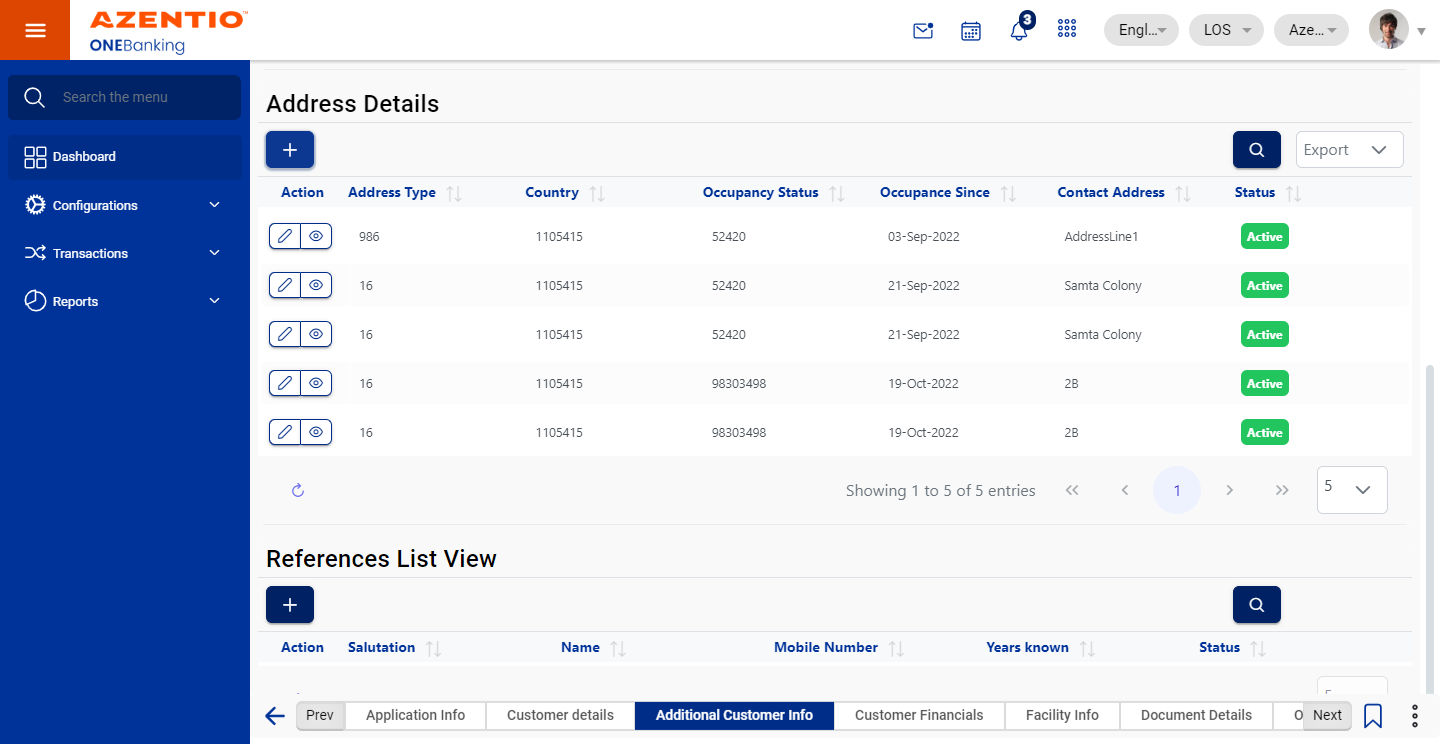 AZENTIO™
ONEBanking
3
Engl...
LOS
Aze...
Search the menu
Dashboard
Configurations
Transactions
Reports
Address Details
+
Export
Action Address Type Country Occupancy Status Occupance Since Contact Address Status
986 1105415 52420 03-Sep-2022 AddressLine1 Active
16 1105415 52420 21-Sep-2022 Samta Colony Active
16 1105415 52420 21-Sep-2022 Samta Colony Active
16 1105415 98303498 19-Oct-2022 2B Active
16 1105415 98303498 19-Oct-2022 2B Active
Showing 1 to 5 of 5 entries 1 5
References List View
+
Action Salutation Name Mobile Number Years known Status
Prev Application Info Customer details Additional Customer Info Customer Financials Facility Info Document Details O Next